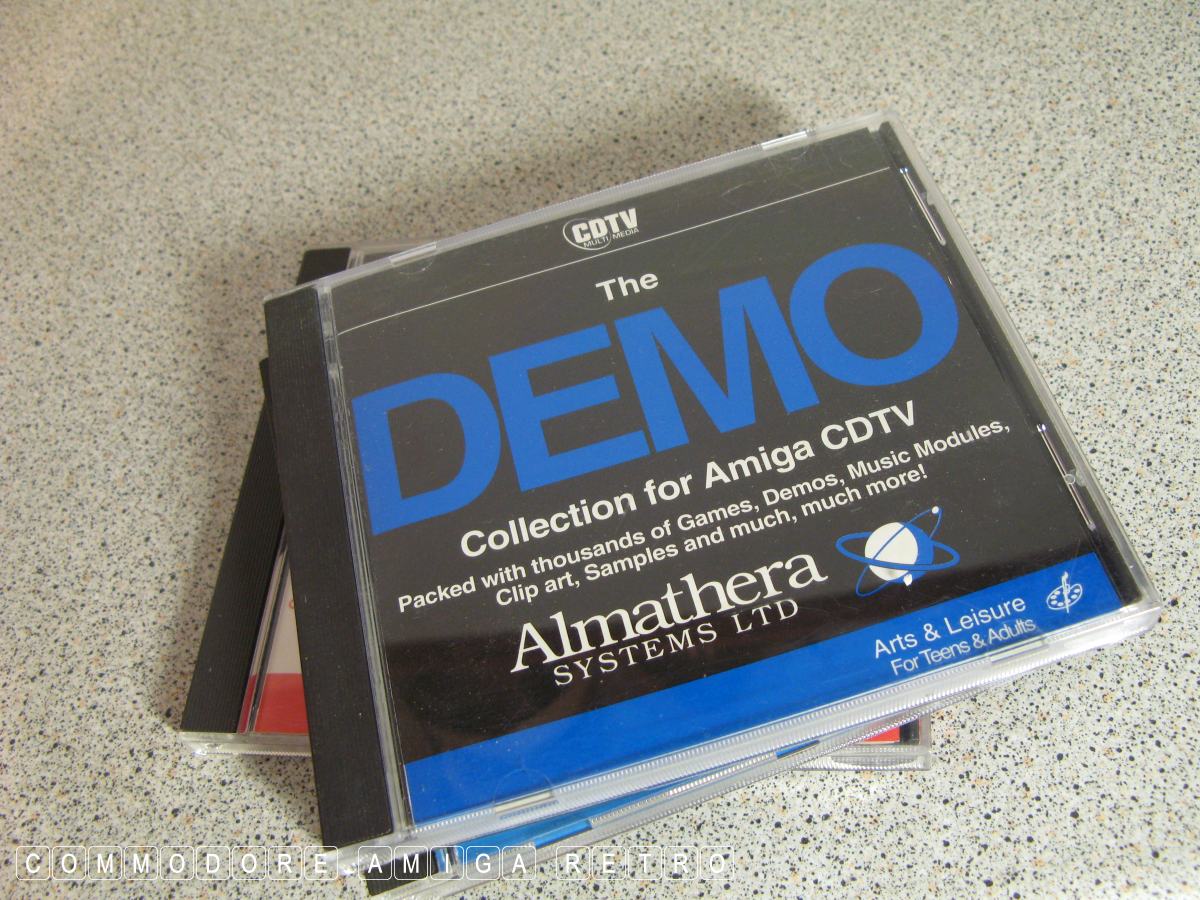 CDTV
MULTI MEDIA
The
DEMO
Collection for Amiga CDTV
Packed with thousands of Games, Demos, Music Modules,
Clip art, Samples and much, much more!
Almathera
SYSTEMS LTD
Arts & Leisure
For Teens & Adults
COMMODORE AMIGA RETRO